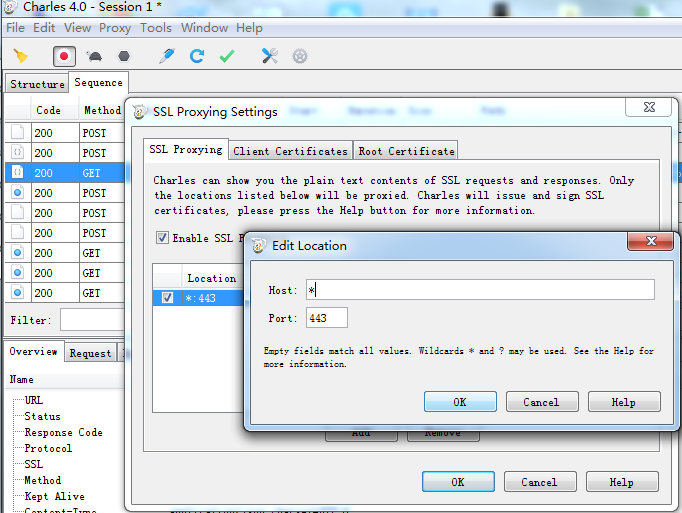 Charles 4.0 - Session 1 *
File Edit View Proxy Tools Window Help
Structure Sequence
Code Method
200 POST
200 POST
200 GET
200 POST
200 POST
200 POST
200 GET
200 GET
200 GET
Filter:
Overview Request
Name
URL
Status
Response Code
Protocol
SSL
Method
Kept Alive
Content-Type
SSL Proxying Settings
SSL Proxying Client Certificates Root Certificate
Charles can show you the plain text contents of SSL requests and responses. Only
the locations listed below will be proxied. Charles will issue and sign SSL
certificates, please press the Help button for more information.
Enable SSL
Location
*:443
Add Remove
OK Cancel Help
Edit Location
Host: *
Port: 443
Empty fields match all values. Wildcards * and ? may be used. See the Help for
more information.
OK Cancel Help